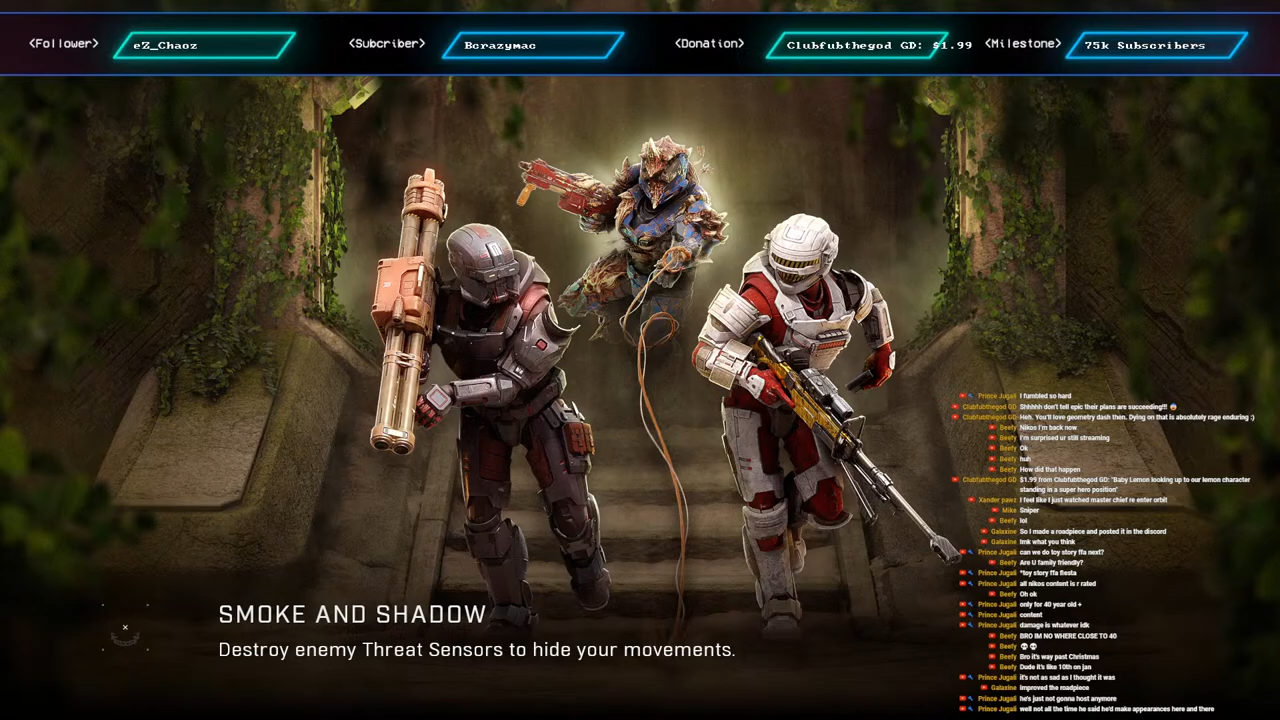 <Follower> eZ_Chaoz <Subcriber> Bcrazymac <Donation> Clubfubthegod GD: $1.99 <Milestone> 75k Subscribers
Prince Jugali I fumbled so hard
Clubfubthegod GD Shhhhh don't tell epic their plans are succeeding!!! 😱
Clubfubthegod GD Heh. You'll love geometry dash then. Dying on that is absolutely rage enduring :)
Beefy Nikos I'm back now
Beefy I'm surprised ur still streaming
Beefy Ok
Beefy huh
Beefy How did that happen
Clubfubthegod GD $1.99 from Clubfubthegod GD: "Baby Lemon looking up to our lemon character
standing in a super hero position"
Xander pawz I feel like I just watched master chief re enter orbit
Mike Sniper
Beefy lol
Galaxine So I made a roadpiece and posted it in the discord
Galaxine lmk what you think
Prince Jugali can we do toy story ffa next?
Beefy Are U family friendly?
Prince Jugali *toy story ffa fiesta
Prince Jugali all nikos content is r rated
Beefy Oh ok
Prince Jugali only for 40 year old +
Prince Jugali content
Prince Jugali damage is whatever idk
Beefy BRO IM NO WHERE CLOSE TO 40
Beefy 💀💀
Beefy Bro it's way past Christmas
Beefy Dude it's like 10th on jan
Prince Jugali it's not as sad as I thought it was
Galaxine improved the roadpiece
Prince Jugali he's just not gonna host anymore
Prince Jugali well not all the time he said he'd make appearances here and there
SMOKE AND SHADOW
Destroy enemy Threat Sensors to hide your movements.